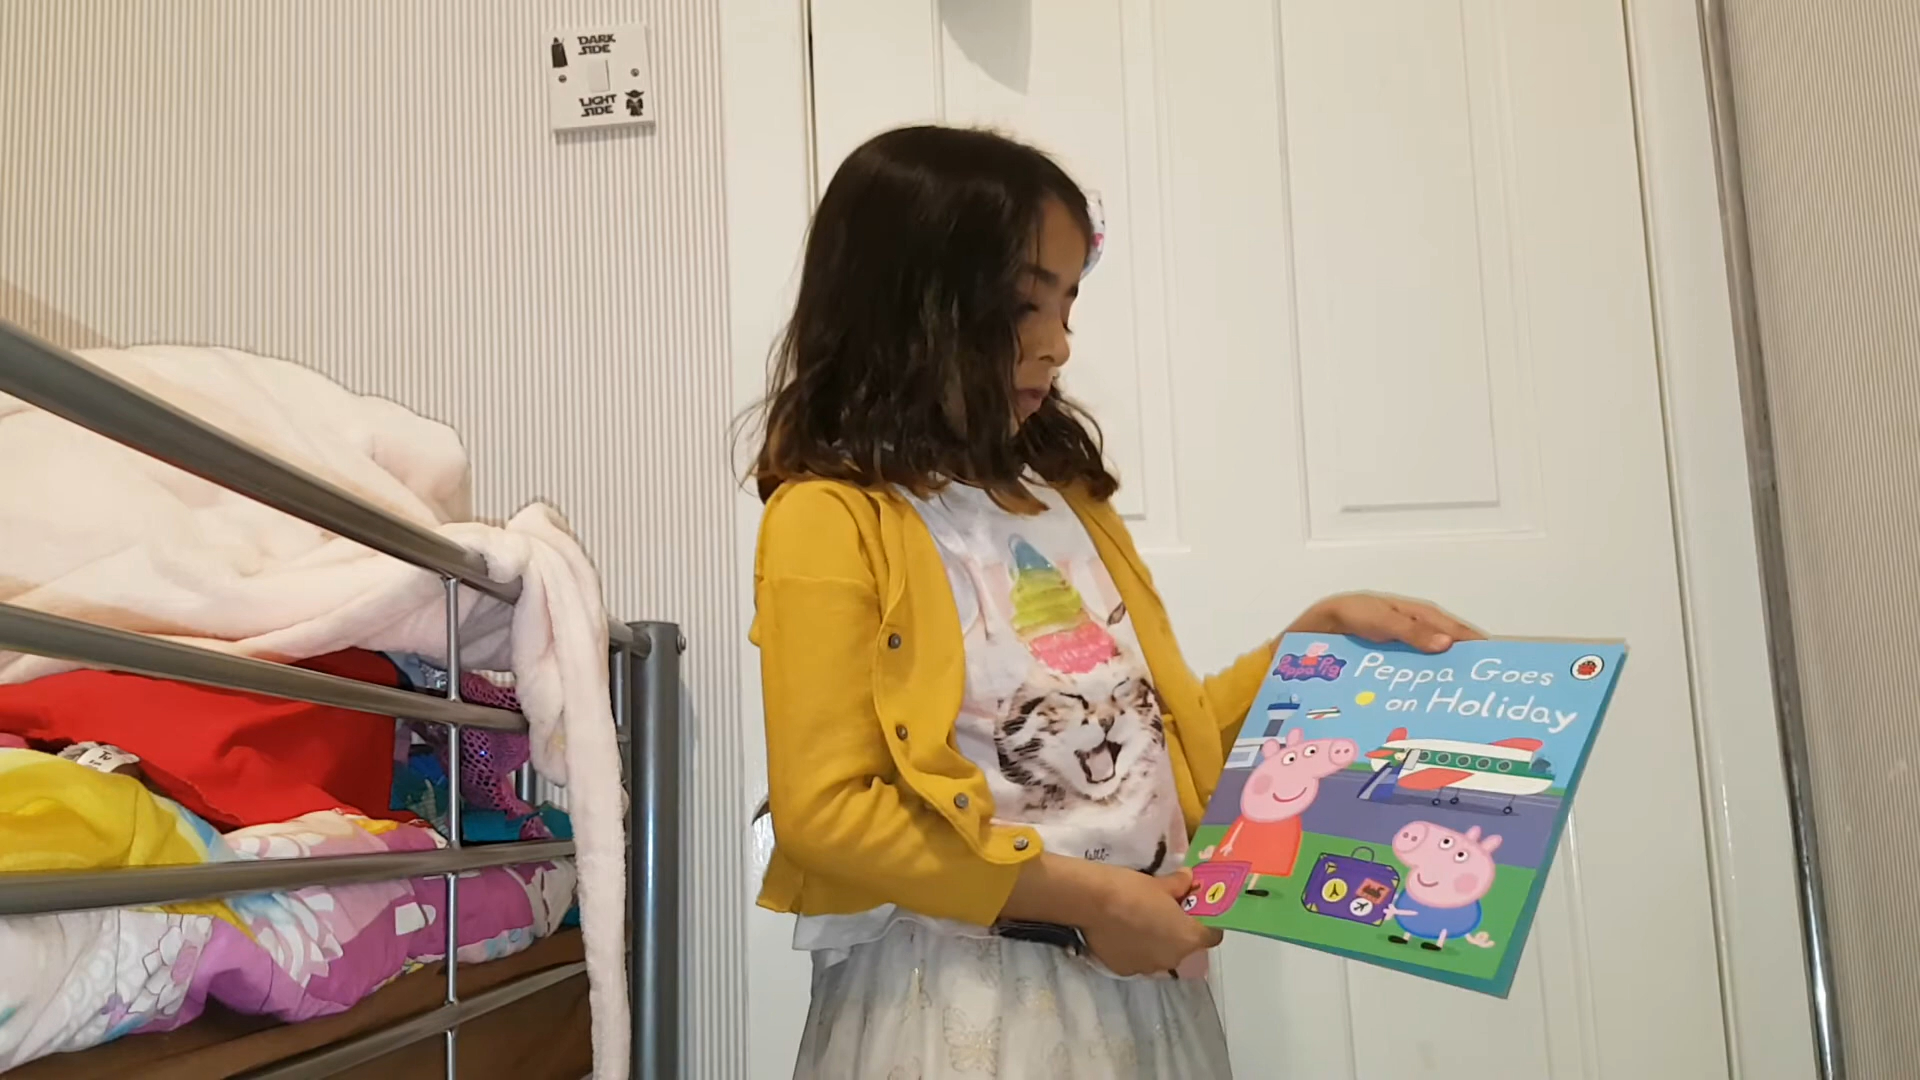 DARK
SIDE
LIGHT
SIDE
Peppa Pig
Peppa Goes
on Holiday